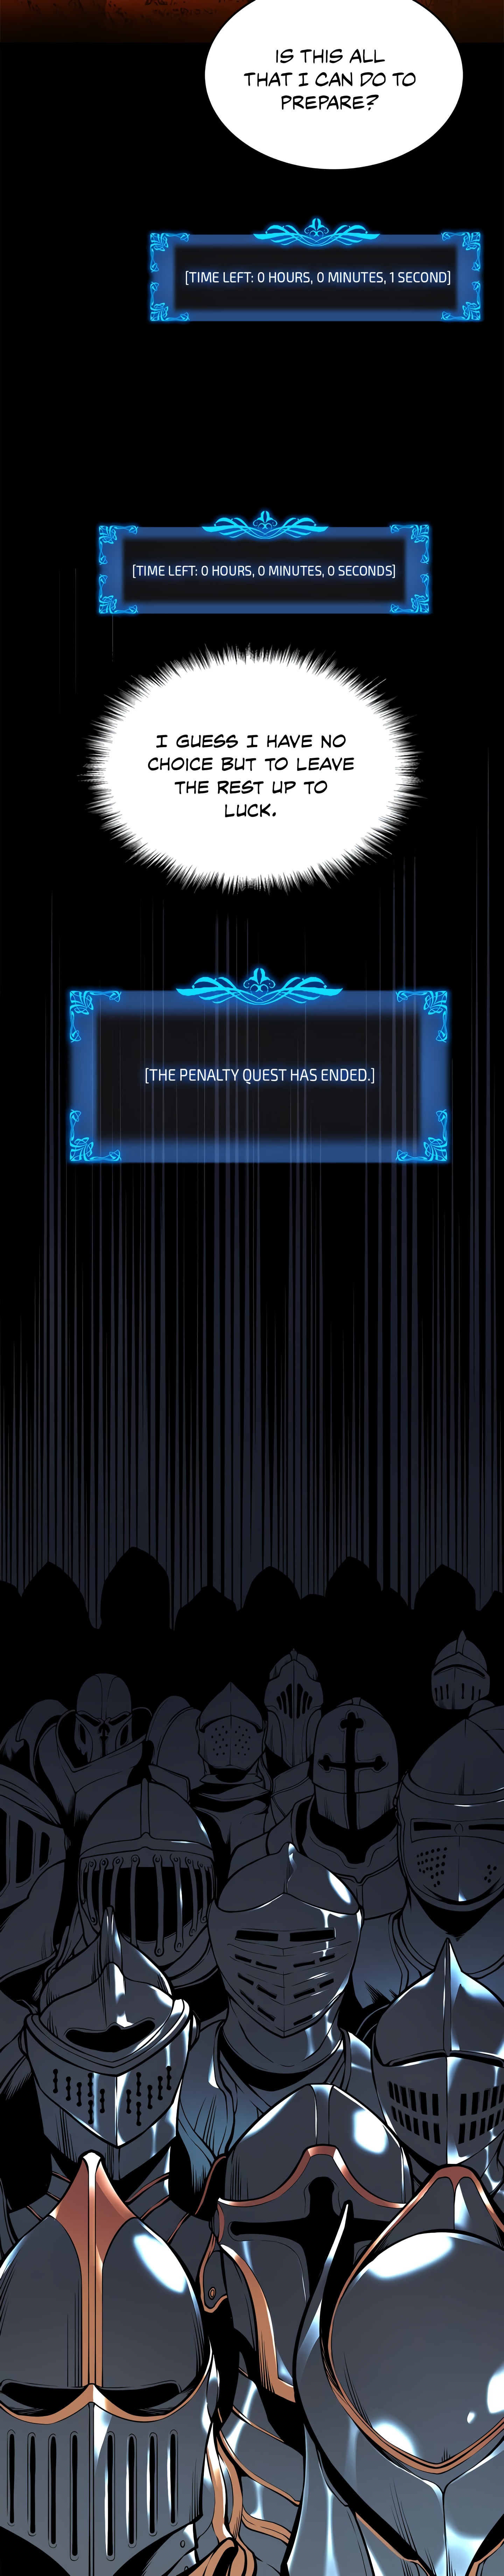 IS THIS ALL
THAT I CAN DO TO
PREPARE?
[TIME LEFT: 0 HOURS, 0 MINUTES, 1 SECOND]
[TIME LEFT: 0 HOURS, 0 MINUTES, 0 SECONDS]
I GUESS I HAVE NO
CHOICE BUT TO LEAVE
THE REST UP TO
LUCK.
[THE PENALTY QUEST HAS ENDED.]